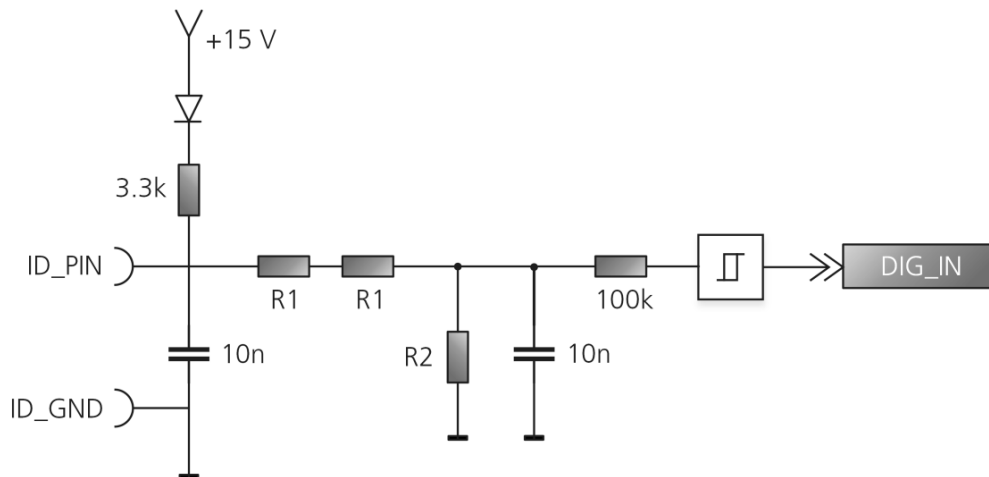 +15 V
3.3k
ID_PIN
R1
R1
100k
DIG_IN
10n
R2
10n
ID_GND